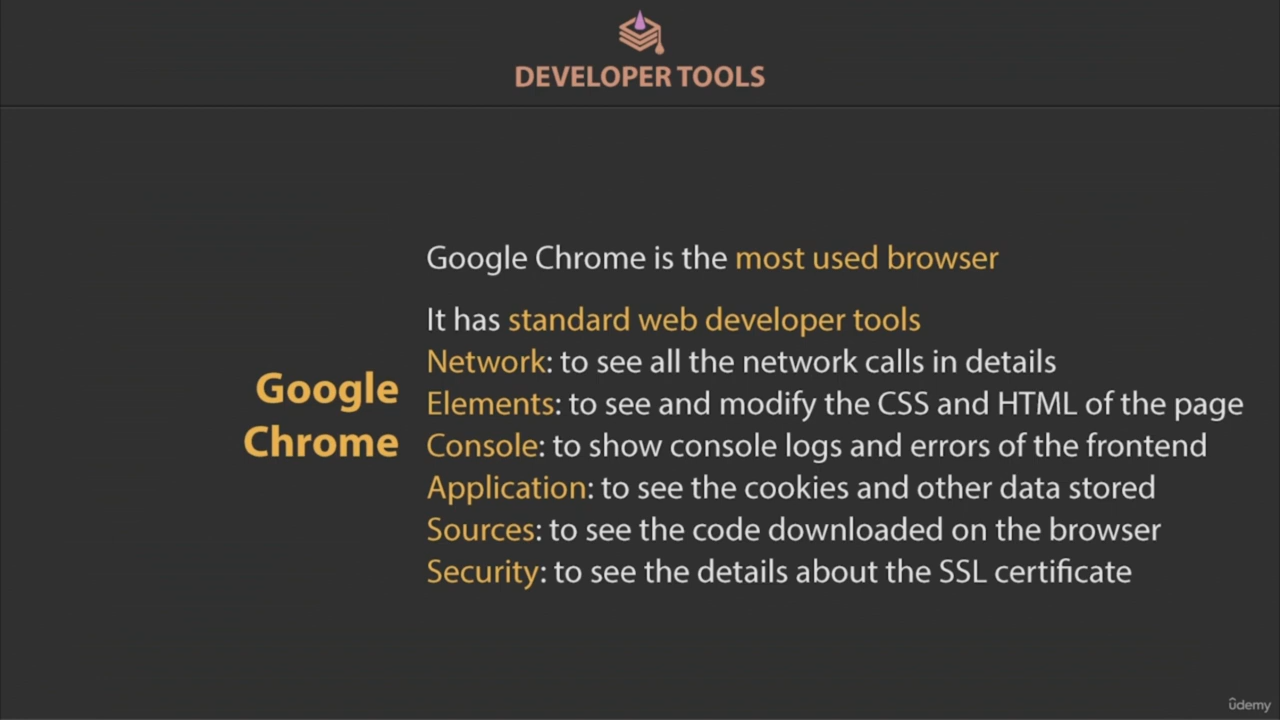 DEVELOPER TOOLS
Google Chrome is the most used browser
It has standard web developer tools
Google
Chrome
Network: to see all the network calls in details
Elements: to see and modify the CSS and HTML of the page
Console: to show console logs and errors of the frontend
Application: to see the cookies and other data stored
Sources: to see the code downloaded on the browser
Security: to see the details about the SSL certificate
ûdemy